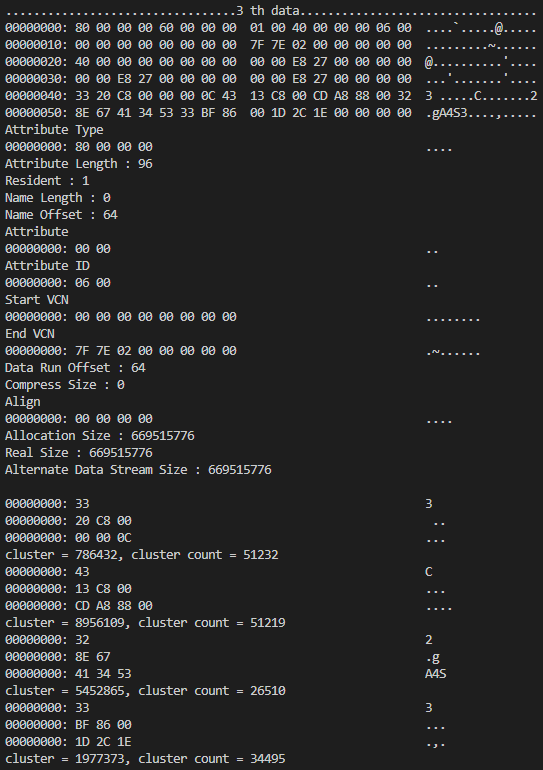 .................................3 th data..................................
00000000: 80 00 00 00 60 00 00 00  01 00 40 00 00 00 06 00  ....`.....@.....
00000010: 00 00 00 00 00 00 00 00  7F 7E 02 00 00 00 00 00  .........~......
00000020: 40 00 00 00 00 00 00 00  00 00 E8 27 00 00 00 00  @..........'....
00000030: 00 00 E8 27 00 00 00 00  00 00 E8 27 00 00 00 00  ...'.......'....
00000040: 33 20 C8 00 00 00 0C 43  13 C8 00 CD A8 88 00 32  3 .....C.......2
00000050: 8E 67 41 34 53 33 BF 86  00 1D 2C 1E 00 00 00 00  .gA4S3....,.....
Attribute Type
00000000: 80 00 00 00                                       ....
Attribute Length : 96
Resident : 1
Name Length : 0
Name Offset : 64
Attribute
00000000: 00 00                                             ..
Attribute ID
00000000: 06 00                                             ..
Start VCN
00000000: 00 00 00 00 00 00 00 00                           ........
End VCN
00000000: 7F 7E 02 00 00 00 00 00                           .~......
Data Run Offset : 64
Compress Size : 0
Align
00000000: 00 00 00 00                                       ....
Allocation Size : 669515776
Real Size : 669515776
Alternate Data Stream Size : 669515776
00000000: 33                                                3
00000000: 20 C8 00                                           ..
00000000: 00 00 0C                                          ...
cluster = 786432, cluster count = 51232
00000000: 43                                                C
00000000: 13 C8 00                                          ...
00000000: CD A8 88 00                                       ....
cluster = 8956109, cluster count = 51219
00000000: 32                                                2
00000000: 8E 67                                             .g
00000000: 41 34 53                                          A4S
cluster = 5452865, cluster count = 26510
00000000: 33                                                3
00000000: BF 86 00                                          ...
00000000: 1D 2C 1E                                          .,.
cluster = 1977373, cluster count = 34495